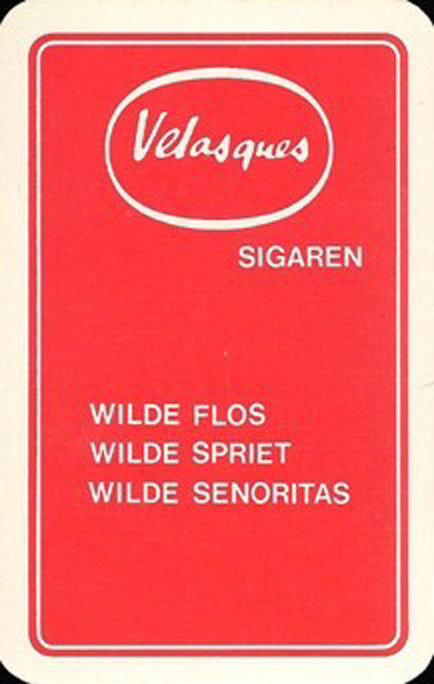 Velasques
SIGAREN
WILDE FLOS
WILDE SPRIET
WILDE SENORITAS